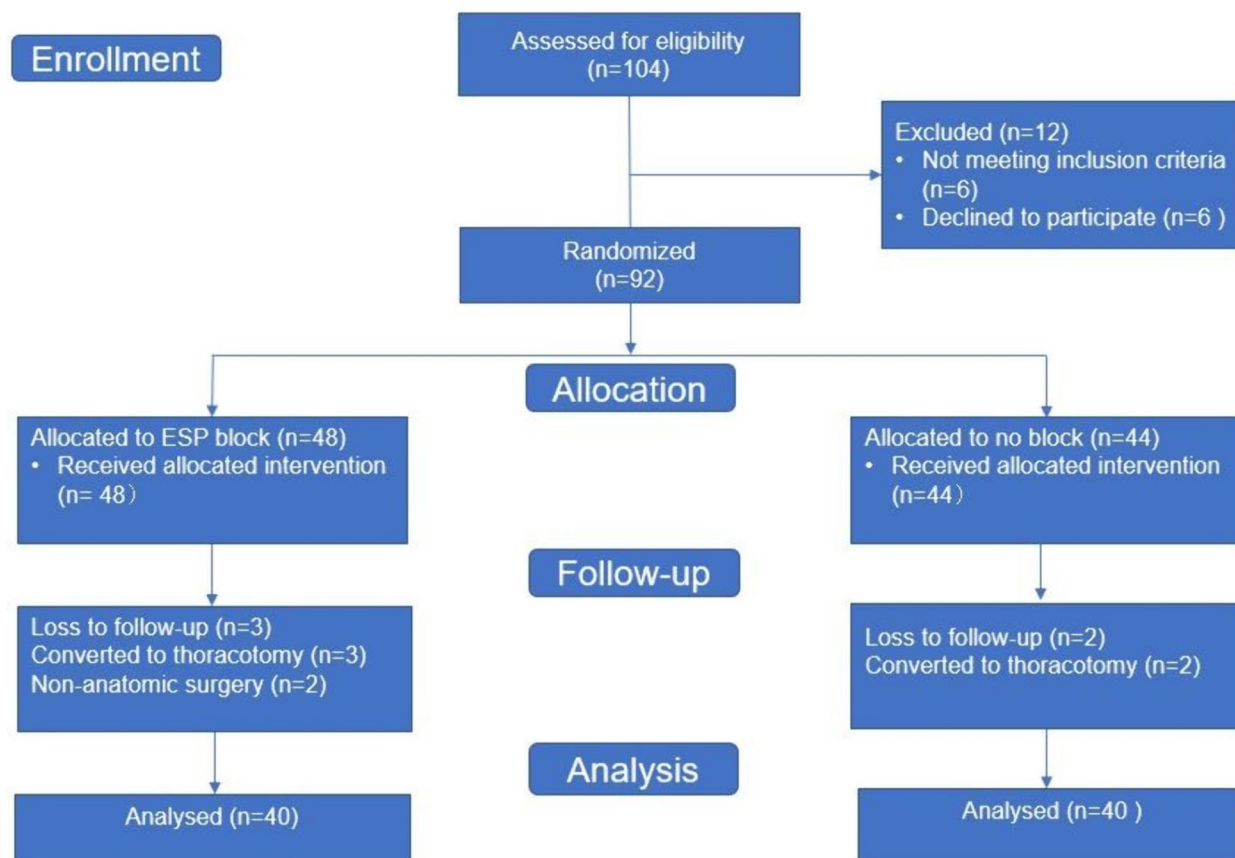 Enrollment
Assessed for eligibility
(n=104)
Excluded (n=12)
• Not meeting inclusion criteria
(n=6)
• Declined to participate (n=6 )
Randomized
(n=92)
Allocation
Allocated to ESP block (n=48)
• Received allocated intervention
(n= 48）
Allocated to no block (n=44)
• Received allocated intervention
(n=44）
Follow-up
Loss to follow-up (n=3)
Converted to thoracotomy (n=3)
Non-anatomic surgery (n=2)
Loss to follow-up (n=2)
Converted to thoracotomy (n=2)
Analysis
Analysed (n=40)
Analysed (n=40 )